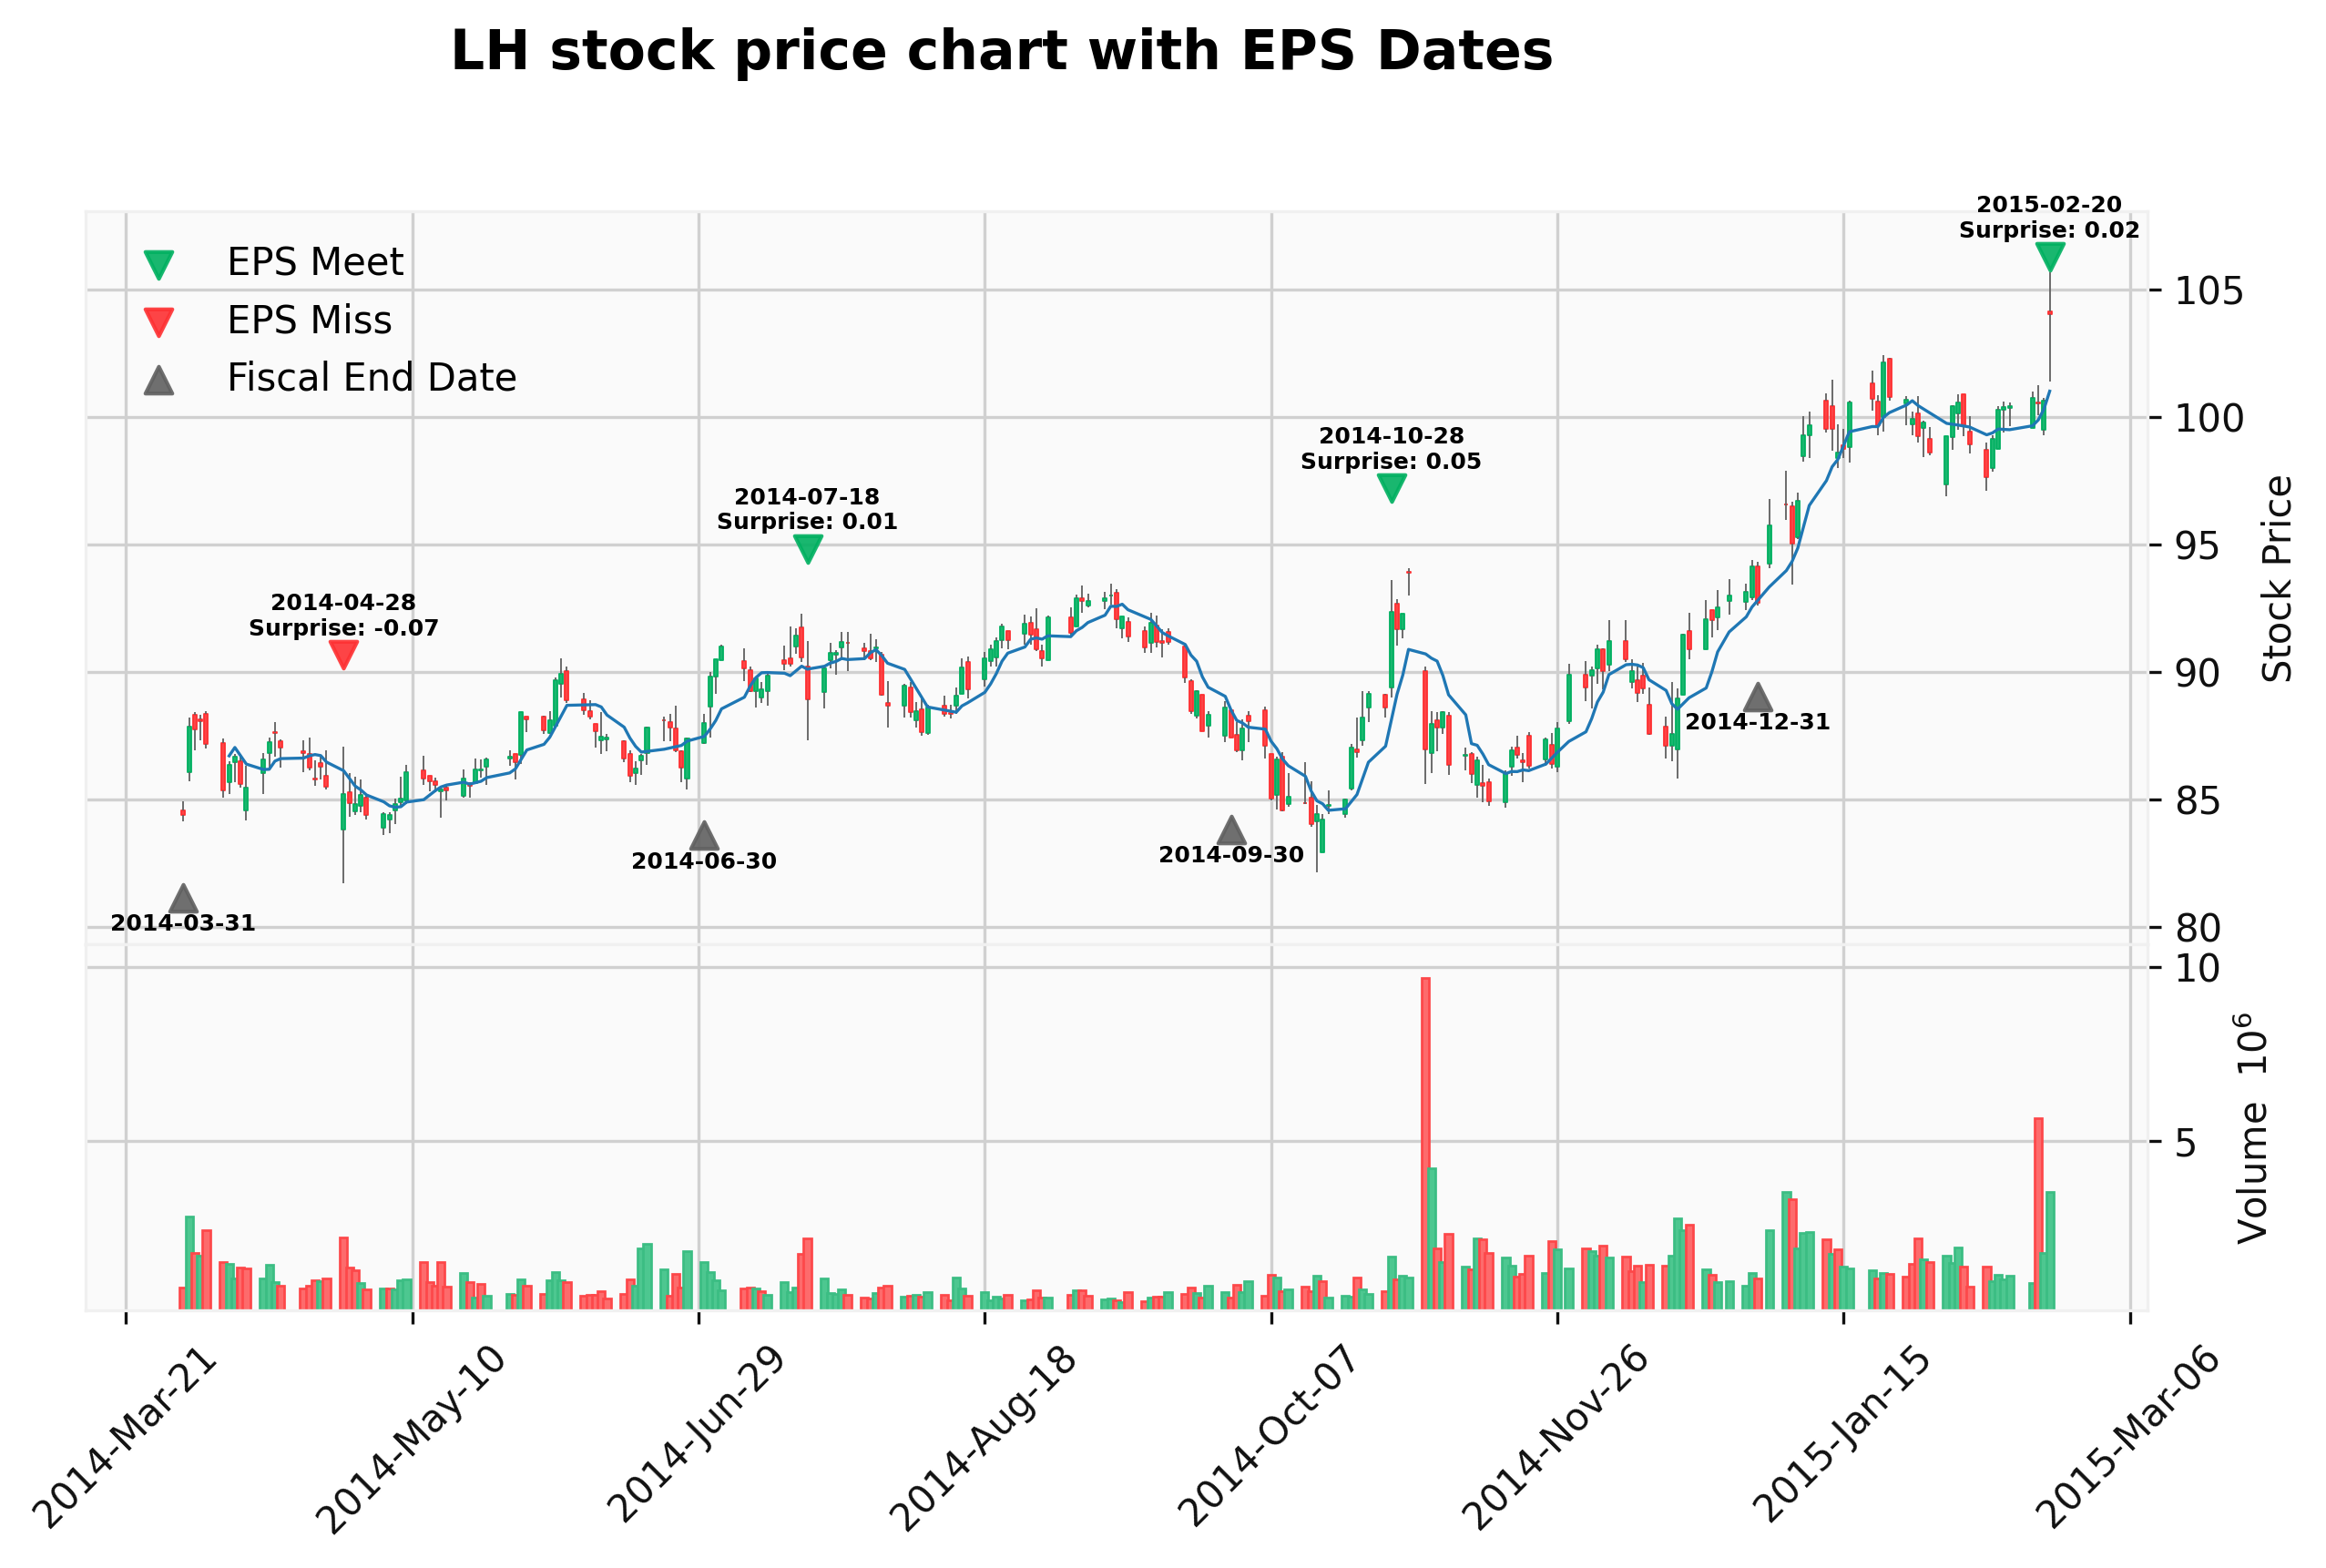 LH stock price chart with EPS Dates
EPS Meet
EPS Miss
Fiscal End Date
2015-02-20
Surprise: 0.02
2014-10-28
Surprise: 0.05
2014-07-18
Surprise: 0.01
2014-04-28
Surprise: -0.07
2014-12-31
2014-06-30
2014-09-30
2014-03-31
105
100
95
90
85
80
Stock Price
10
5
Volume 10⁶
2014-Mar-21
2014-May-10
2014-Jun-29
2014-Aug-18
2014-Oct-07
2014-Nov-26
2015-Jan-15
2015-Mar-06